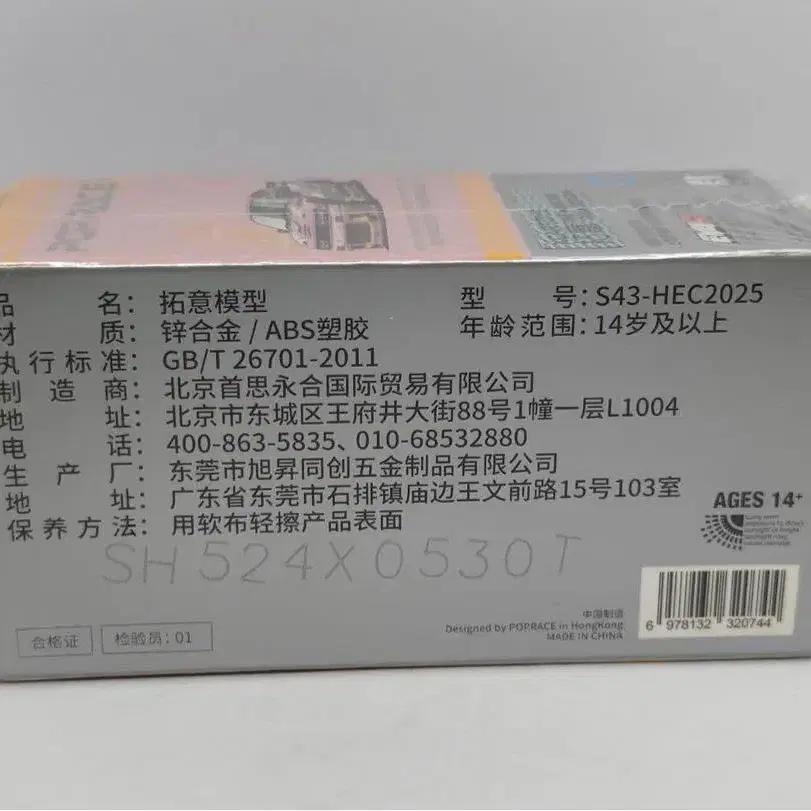 品 名: 拓意模型 型 号: S43-HEC2025
材 质: 锌合金 / ABS塑胶 年龄范围: 14岁及以上
执行标准: GB/T 26701-2011
制 造 商: 北京首思永合国际贸易有限公司
地 址: 北京市东城区王府井大街88号1幢一层L1004
电 话: 400-863-5835、010-68532880
生 产 厂: 东莞市旭昇同创五金制品有限公司
地 址: 广东省东莞市石排镇庙边王文前路15号103室
保养方法: 用软布轻擦产品表面
AGES 14+
SH524X0530T
合格证 检验员: 01
中国制造
Designed by POPRACE in HongKong
MADE IN CHINA
6 978132 320744